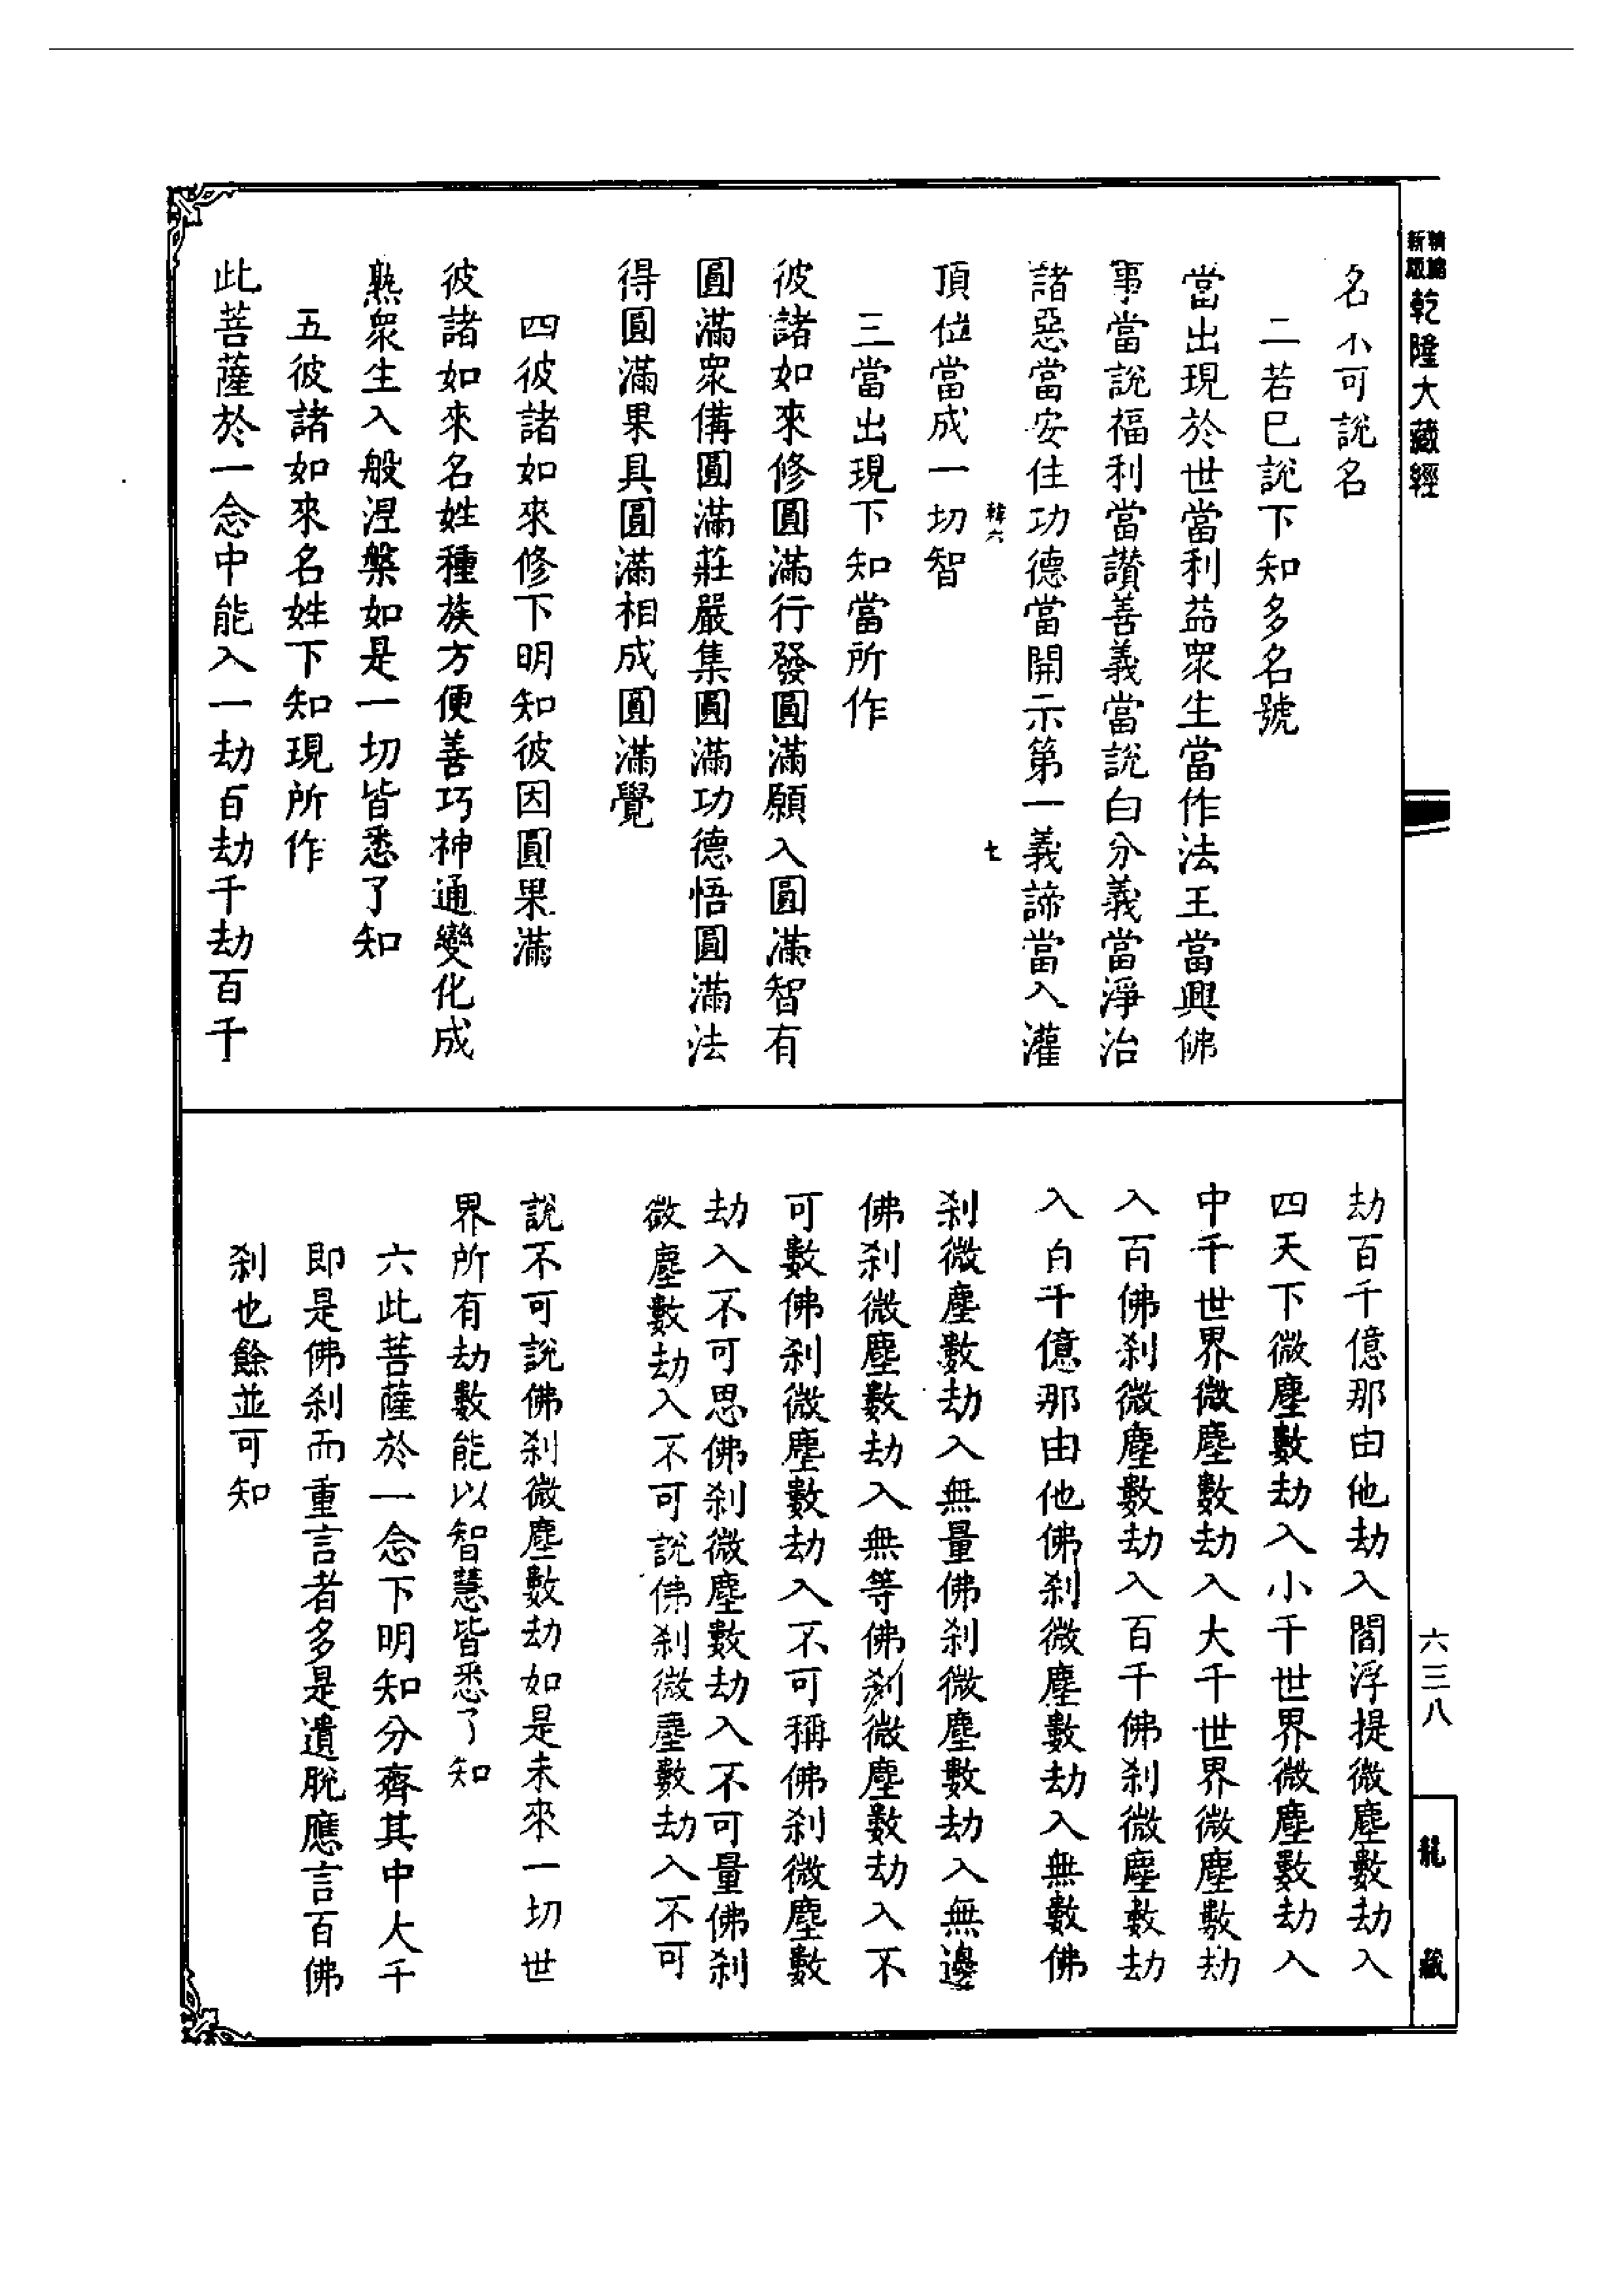 精縮
新版
乾隆大藏經
名不可說名
二若已說下知多名號
當出現於世當利益眾生當作法王當興佛
事當說福利當讚善義當說白分義當淨治
諸惡當安住功德當開示第一義諦當入灌
韓六
七
頂位當成一切智
三當出現下知當所作
彼諸如來修圓滿行發圓滿願入圓滿智有
圓滿眾備圓滿莊嚴集圓滿功德悟圓滿法
得圓滿果具圓滿相成圓滿覺
四彼諸如來修下明知彼因圓果滿
彼諸如來名姓種族方便善巧神通變化成
熟眾生入般涅槃如是一切皆悉了知
五彼諸如來名姓下知現所作
此菩薩於一念中能入一劫百劫千劫百千
劫百千億那由他劫入閻浮提微塵數劫入
四天下微塵數劫入小千世界微塵數劫入
中千世界微塵數劫入大千世界微塵數劫
入百佛剎微塵數劫入百千佛剎微塵數劫
入百千億那由他佛剎微塵數劫入無數佛
剎微塵數劫入無量佛剎微塵數劫入無邊
佛剎微塵數劫入無等佛剎微塵數劫入不
可數佛剎微塵數劫入不可稱佛剎微塵數
劫入不可思佛剎微塵數劫入不可量佛剎
微塵數劫入不可說佛剎微塵數劫入不可
說不可說佛剎微塵數劫如是未來一切世
界所有劫數能以智慧皆悉了知
六此菩薩於一念下明知分齊其中大千
即是佛剎而重言者多是遺脫應言百佛
剎也餘並可知
六三八
龍藏